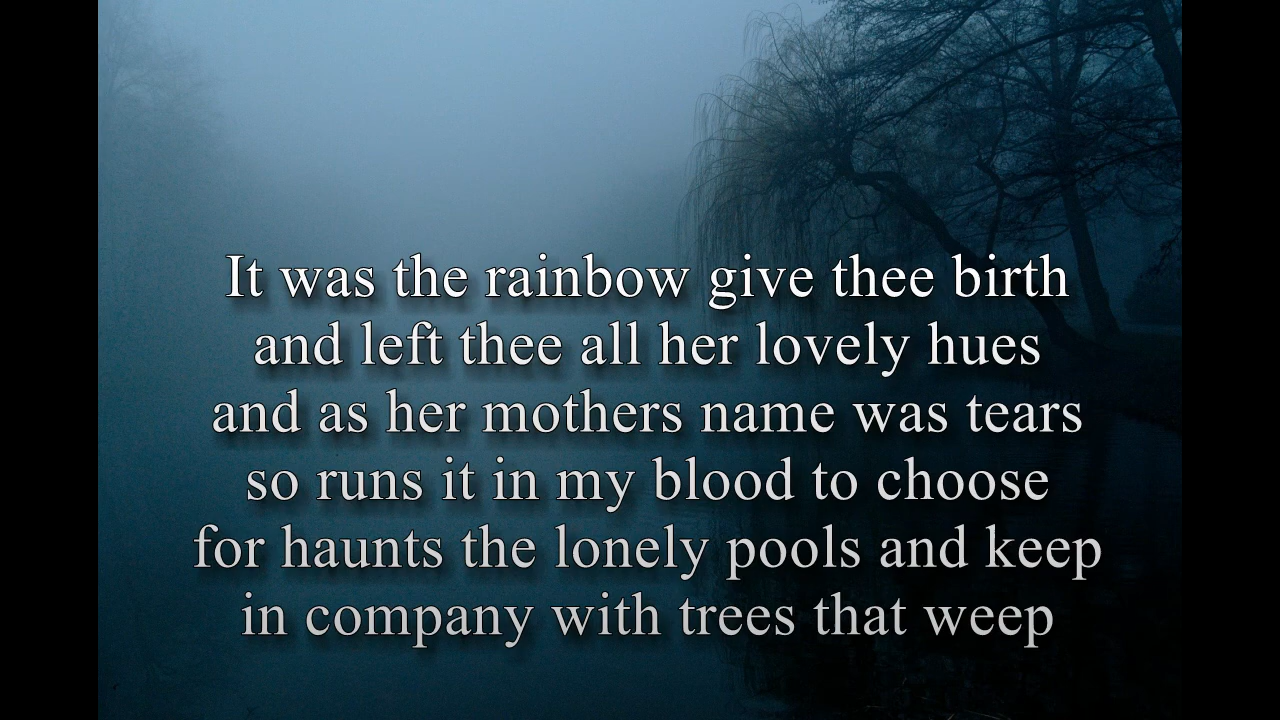 It was the rainbow give thee birth
and left thee all her lovely hues
and as her mothers name was tears
so runs it in my blood to choose
for haunts the lonely pools and keep
in company with trees that weep